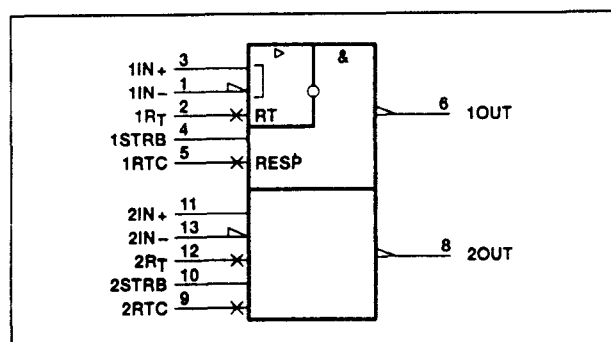 &
3
1IN+
1
1IN-
2
1RT RT
6
1OUT
4
1STRB
5
1RTC RESP
11
2IN+
13
2IN-
8
2OUT
12
2RT
10
2STRB
9
2RTC